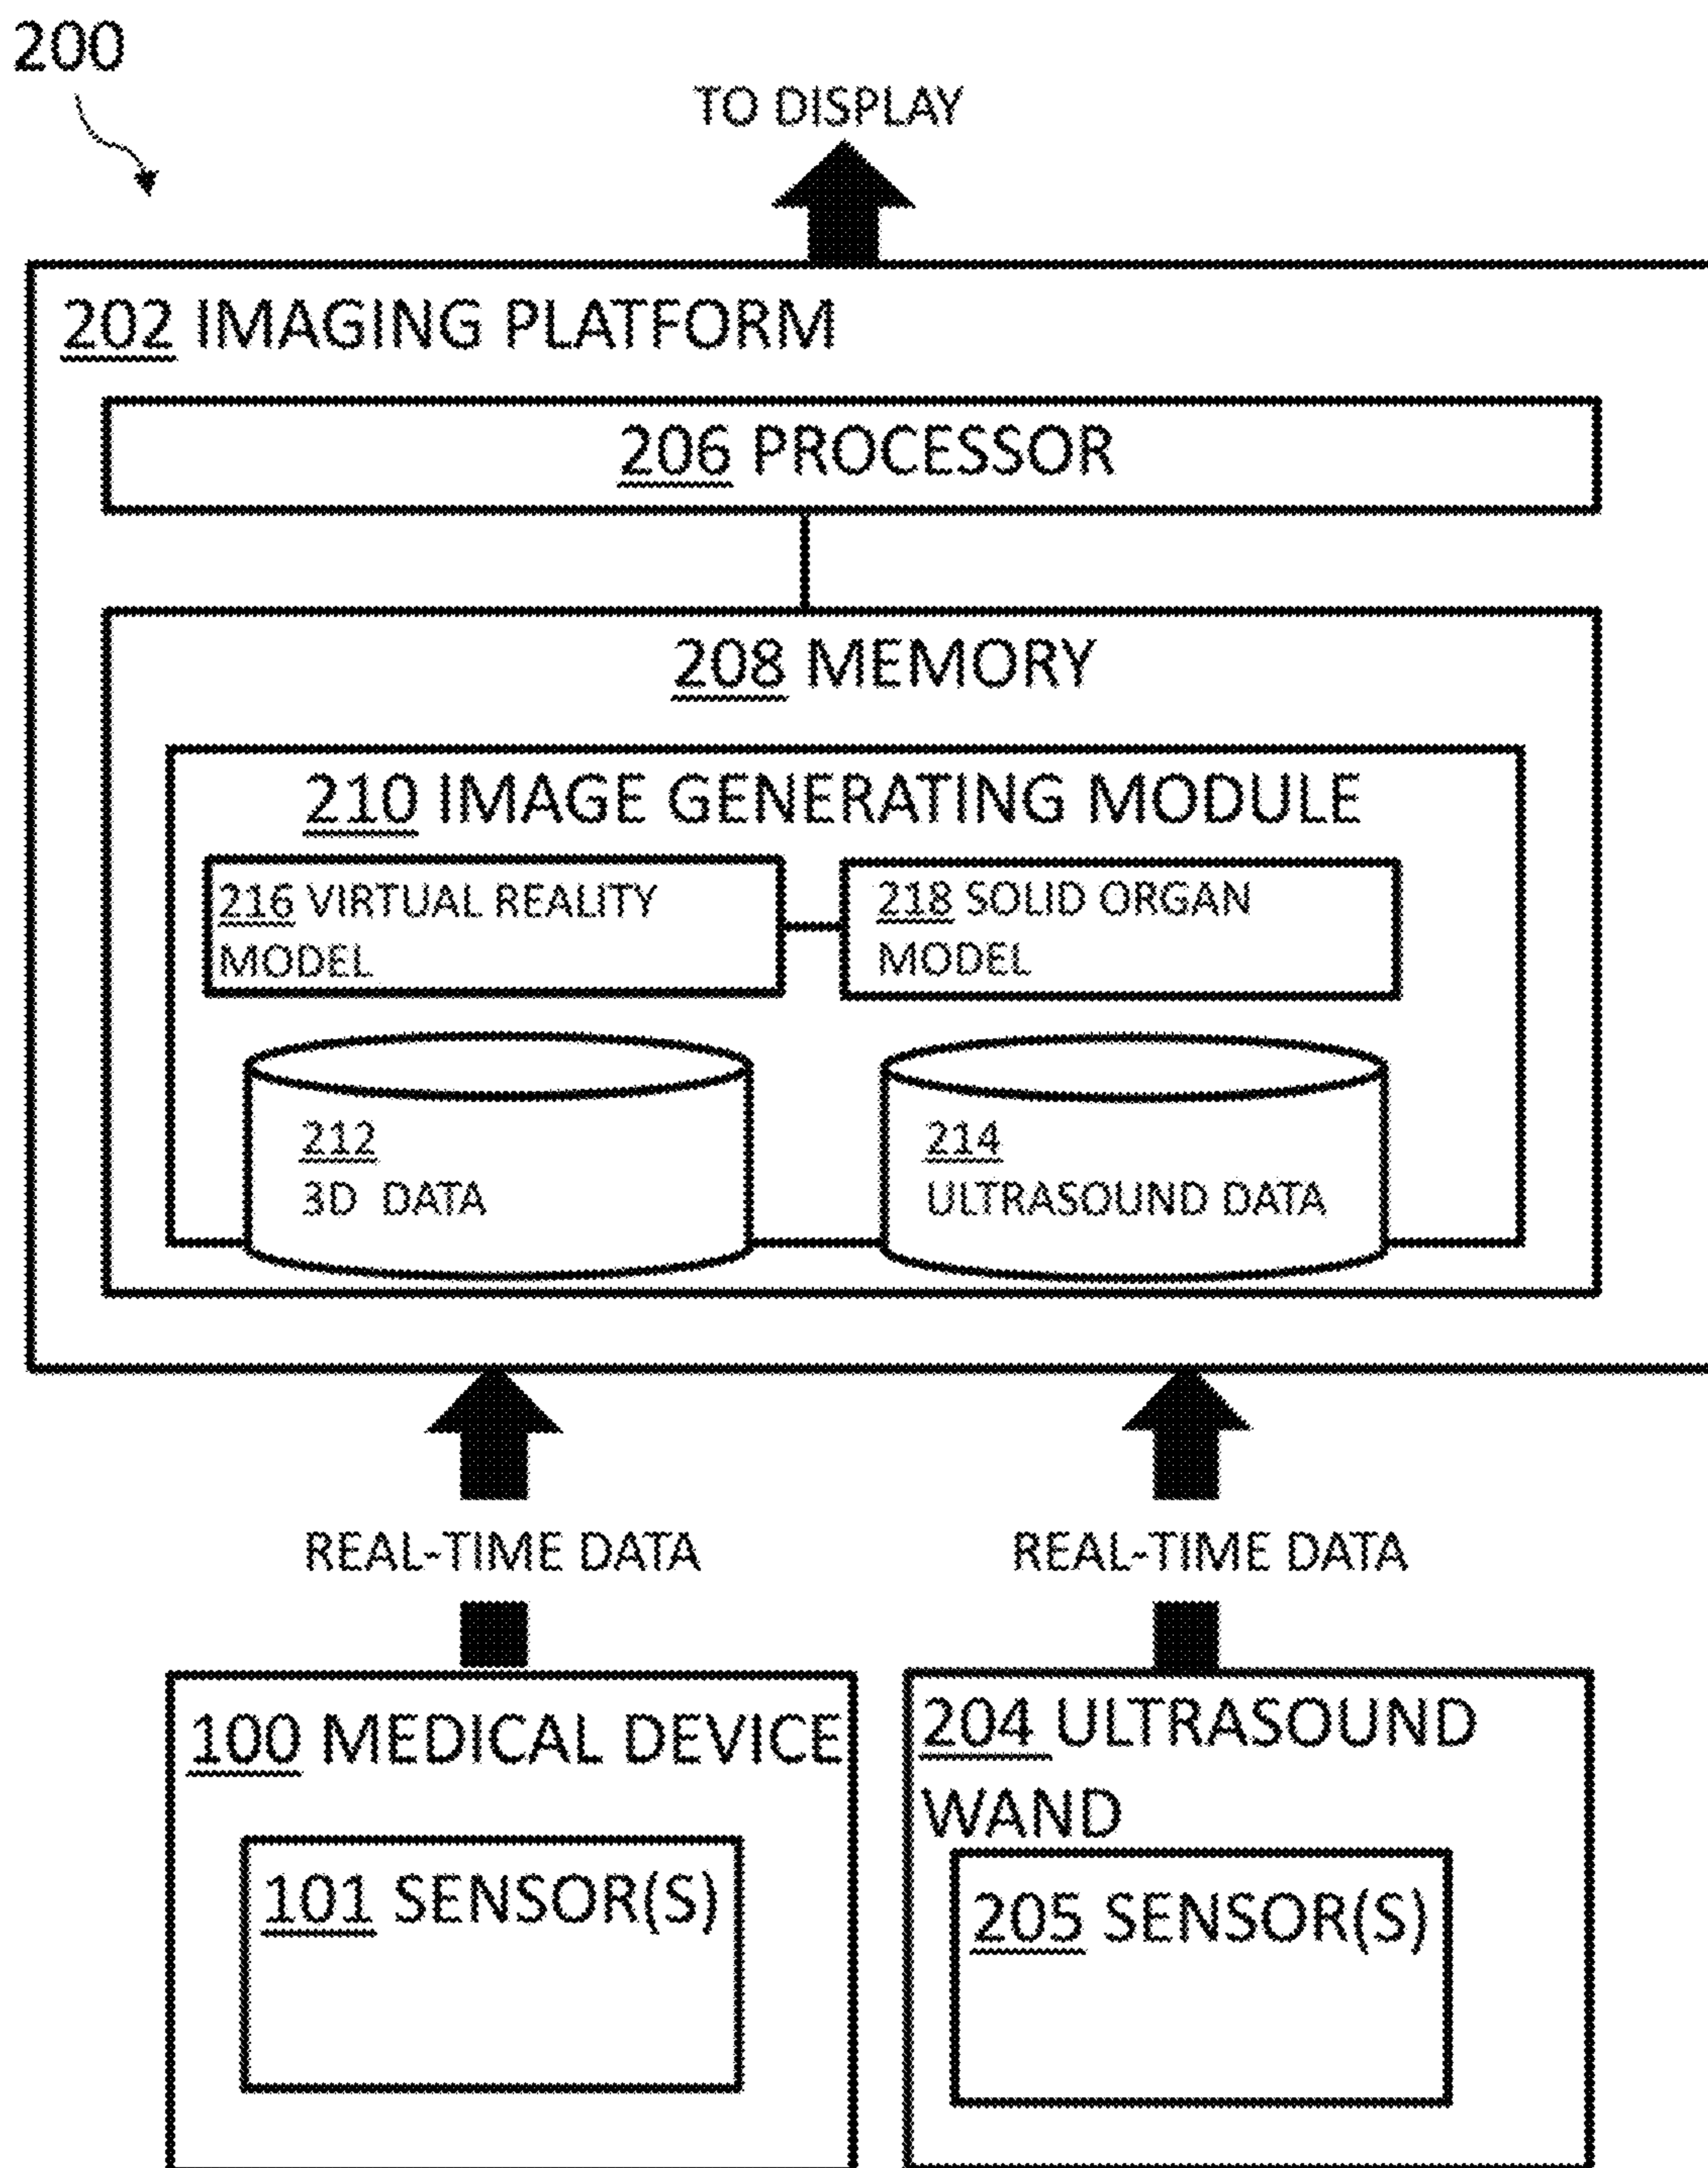 200
TO DISPLAY
202 IMAGING PLATFORM
206 PROCESSOR
208 MEMORY
210 IMAGE GENERATING MODULE
216 VIRTUAL REALITY
MODEL
218 SOLID ORGAN
MODEL
212
3D DATA
214
ULTRASOUND DATA
REAL-TIME DATA
REAL-TIME DATA
100 MEDICAL DEVICE
101 SENSOR(S)
204 ULTRASOUND
WAND
205 SENSOR(S)